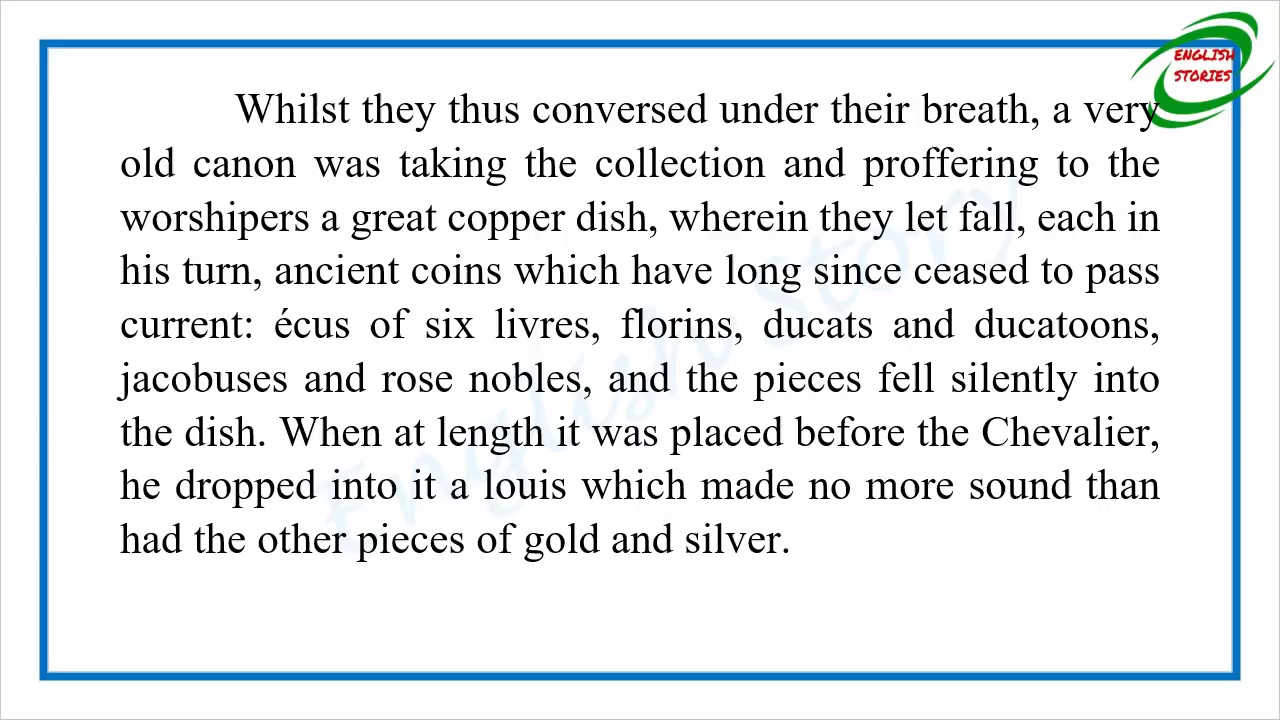 ENGLISH
STORIES
Whilst they thus conversed under their breath, a very
old canon was taking the collection and proffering to the
worshipers a great copper dish, wherein they let fall, each in
his turn, ancient coins which have long since ceased to pass
current: écus of six livres, florins, ducats and ducatoons,
jacobuses and rose nobles, and the pieces fell silently into
the dish. When at length it was placed before the Chevalier,
he dropped into it a louis which made no more sound than
had the other pieces of gold and silver.
English Story